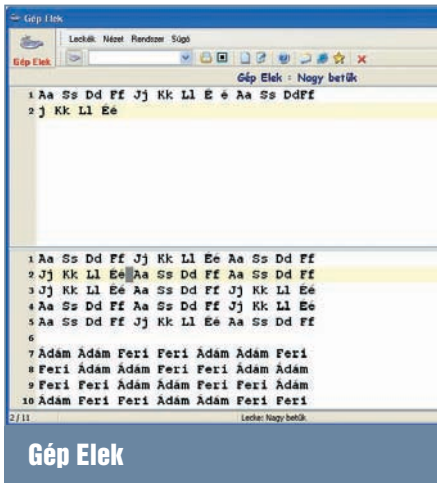 Gép Elek
Leckék Nézet Rendszer Súgó
Gép Elek
Gép Elek : Nagy betűk
1 Aa Ss Dd Ff Jj Kk Ll É é Aa Ss DdFf
2 j Kk Ll Éé
1 Aa Ss Dd Ff Jj Kk Ll Éé Aa Ss Dd Ff
2 Jj Kk Ll Éé Aa Ss Dd Ff Aa Ss Dd Ff
3 Jj Kk Ll Éé Aa Ss Dd Ff Jj Kk Ll Éé
4 Aa Ss Dd Ff Aa Ss Dd Ff Jj Kk Ll Éé
5 Aa Ss Dd Ff Jj Kk Ll Éé Aa Ss Dd Ff
6
7 Ádám Ádám Feri Feri Ádám Ádám Feri
8 Feri Ádám Ádám Feri Feri Ádám Ádám
9 Feri Feri Ádám Ádám Feri Feri Ádám
10 Ádám Feri Feri Ádám Ádám Feri Feri
2/11 Lecke: Nagy betűk
Gép Elek